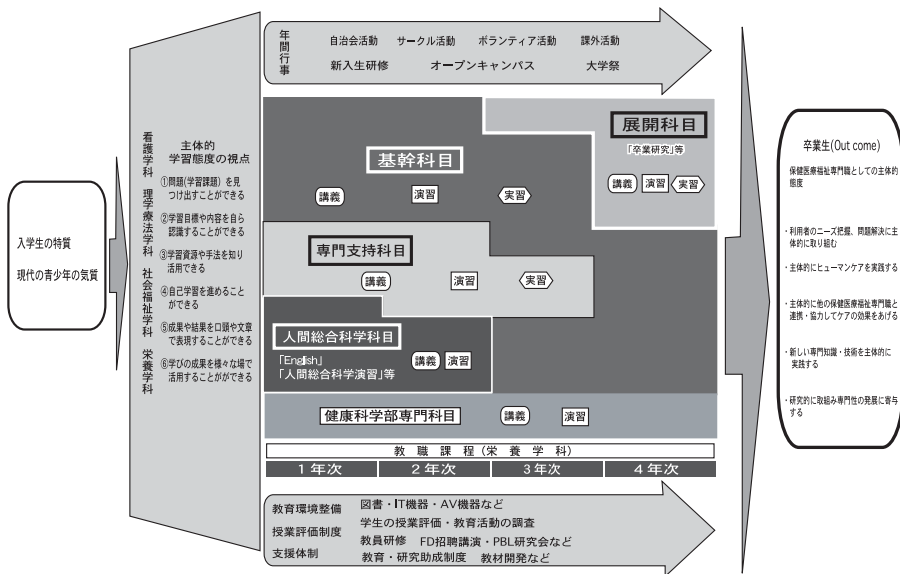 入学生の特質
現代の青少年の気質
看護学科 理学療法学科 社会福祉学科 栄養学科
主体的
学習態度の視点
①問題(学習課題)を見
つけ出すことができる
②学習目標や内容を自ら
認識することができる
③学習資源や手法を知り
活用できる
④自己学習を進めること
ができる
⑤成果や結果を口頭や文章
で表現することができる
⑥学びの成果を様々な場で
活用することができる
年間行事
自治会活動 サークル活動 ボランティア活動 課外活動
新入生研修 オープンキャンパス 大学祭
展開科目
「卒業研究」等
講義 演習 実習
基幹科目
講義 演習 実習
専門支持科目
講義 演習 実習
人間総合科学科目
「English」
「人間総合科学演習」等
講義 演習
健康科学部専門科目 講義 演習
教職課程(栄養学科)
1年次 2年次 3年次 4年次
教育環境整備 図書・IT機器・AV機器など
授業評価制度 学生の授業評価・教育活動の調査
教員研修 FD招聘講演・PBL研究会など
支援体制 教育・研究助成制度 教材開発など
卒業生(Out come)
保健医療福祉専門職としての主体的
態度
・利用者のニーズ把握、問題解決に主
体的に取り組む
・主体的にヒューマンケアを実践する
・主体的に他の保健医療福祉専門職と
連携・協力してケアの効果をあげる
・新しい専門知識・技術を主体的に
実践する
・研究的に取組み専門性の発展に寄与
する